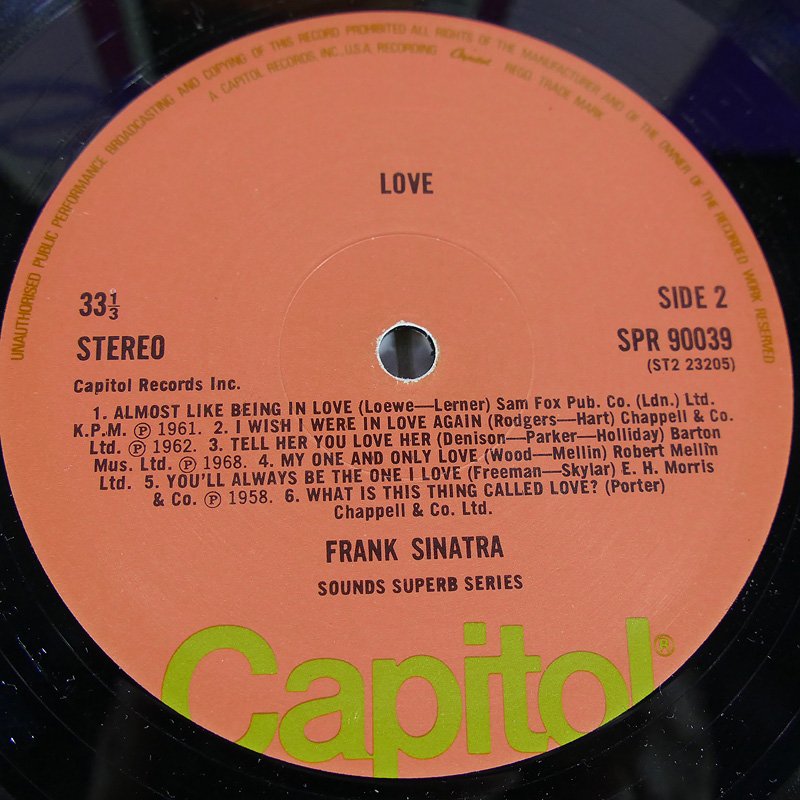 UNAUTHORISED PUBLIC PERFORMANCE BROADCASTING AND COPYING OF THIS RECORD PROHIBITED ALL RIGHTS OF THE MANUFACTURER AND OF THE OWNER OF THE RECORDED WORK RESERVED
A CAPITOL RECORDS, INC., U.S.A. RECORDING Capitol REGD TRADE MARK
LOVE
33⅓
STEREO
SIDE 2
SPR 90039
(ST2 23205)
Capitol Records Inc.
1. ALMOST LIKE BEING IN LOVE (Loewe—Lerner) Sam Fox Pub. Co. (Ldn.) Ltd.
K.P.M. Ⓟ 1961. 2. I WISH I WERE IN LOVE AGAIN (Rodgers—Hart) Chappell & Co.
Ltd. Ⓟ 1962. 3. TELL HER YOU LOVE HER (Denison—Parker—Holliday) Barton
Mus. Ltd. Ⓟ 1968. 4. MY ONE AND ONLY LOVE (Wood—Mellin) Robert Mellin
Ltd. 5. YOU'LL ALWAYS BE THE ONE I LOVE (Freeman—Skylar) E. H. Morris
& Co. Ⓟ 1958. 6. WHAT IS THIS THING CALLED LOVE? (Porter)
Chappell & Co. Ltd.
FRANK SINATRA
SOUNDS SUPERB SERIES
Capitol®